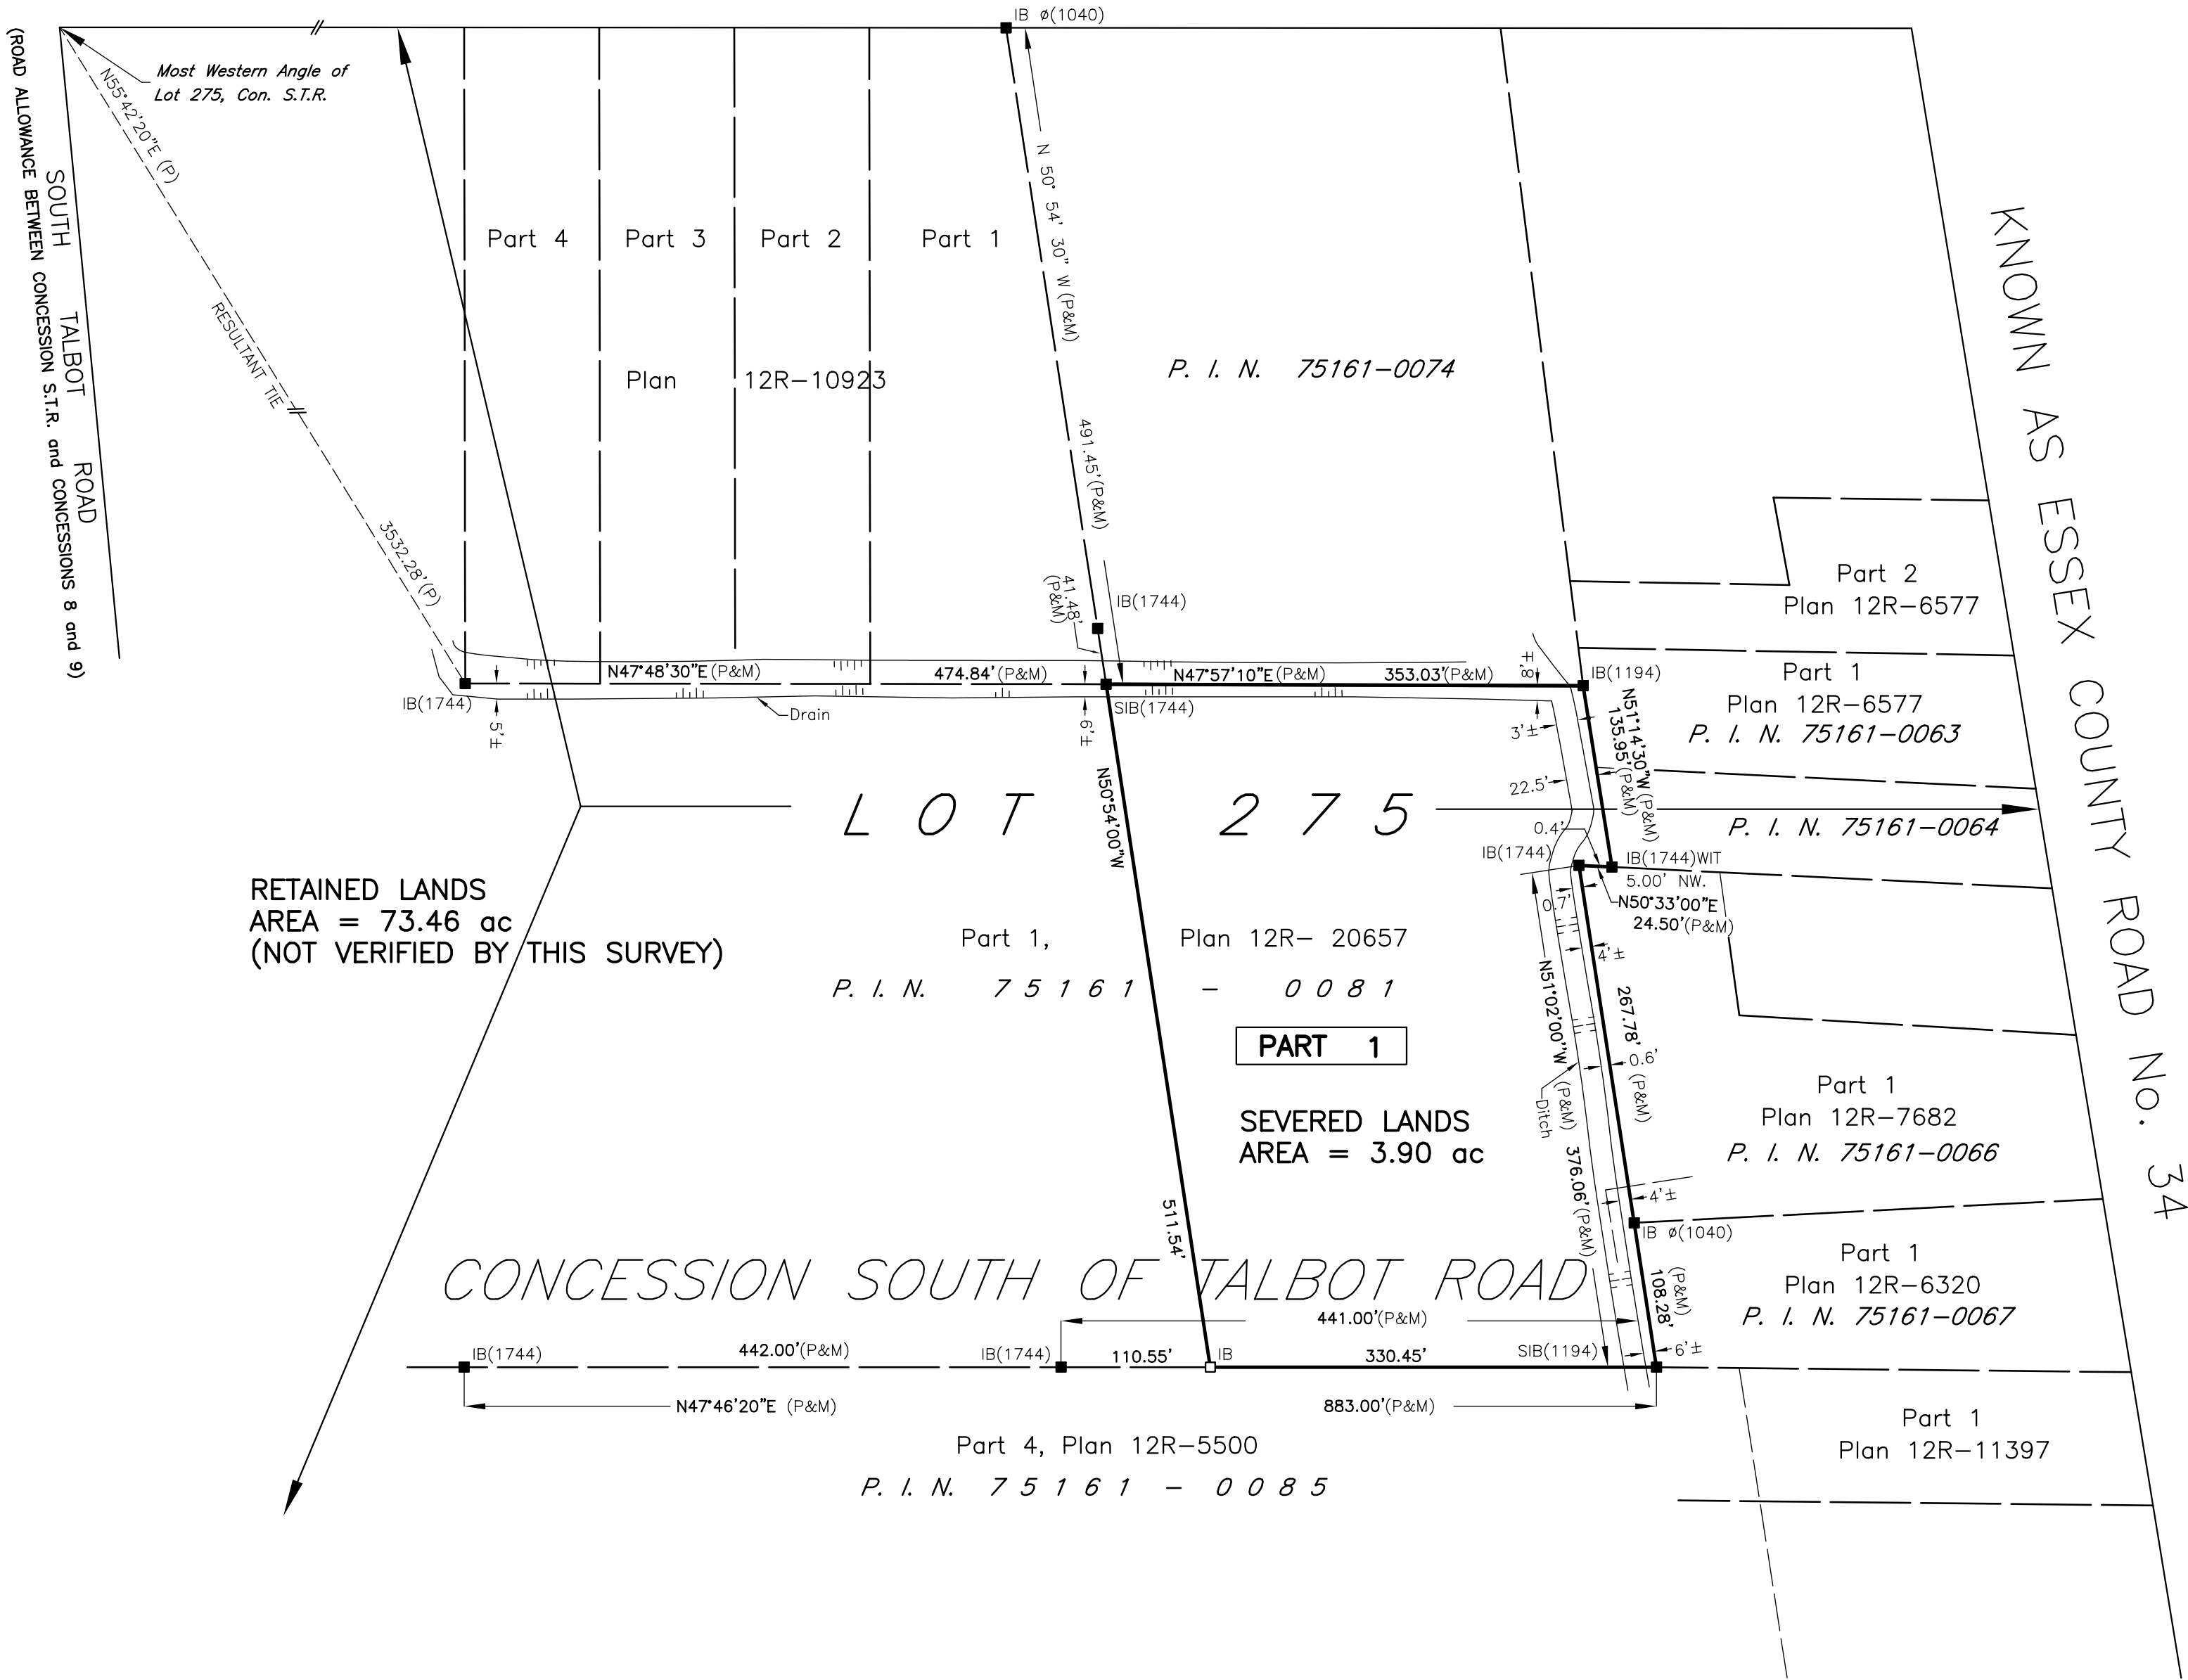 IB ø(1040)
Most Western Angle of
Lot 275, Con. S.T.R.
N55°42'20"E (P)
RESULTANT TIE
3532.28'(P)
SOUTH TALBOT ROAD
(ROAD ALLOWANCE BETWEEN CONCESSION S.T.R. and CONCESSIONS 8 and 9)
Part 4
Part 3
Part 2
Part 1
Plan 12R-10923
N 50° 54' 30" W (P&M)
491.45'(P&M)
P. I. N. 75161-0074
KNOWN AS ESSEX COUNTY ROAD No. 34
Part 2
Plan 12R-6577
41.48'
(P&M)
IB(1744)
N47°48'30"E (P&M)
474.84' (P&M)
N47°57'10"E (P&M)
353.03'(P&M)
8'±
IB(1194)
IB(1744)
5'±
Drain
6'±
SIB(1744)
Part 1
Plan 12R-6577
P. I. N. 75161-0063
3'±
N51°14'30"W (P&M)
135.95' (P&M)
22.5'
LOT 275
N50°54'00"W
0.4'
P. I. N. 75161-0064
IB(1744)
IB(1744)WIT
5.00' NW.
N50°33'00"E
24.50'(P&M)
0.7'
RETAINED LANDS
AREA = 73.46 ac
(NOT VERIFIED BY THIS SURVEY)
Part 1, Plan 12R- 20657
P. I. N. 75161 - 0081
4'±
N51°02'00"W (P&M) 376.06'(P&M)
267.78' (P&M)
0.6'
PART 1
Ditch
SEVERED LANDS
AREA = 3.90 ac
Part 1
Plan 12R-7682
P. I. N. 75161-0066
4'±
IB ø(1040)
511.54'
CONCESSION SOUTH OF TALBOT ROAD
(P&M)
108.28'
Part 1
Plan 12R-6320
P. I. N. 75161-0067
441.00'(P&M)
IB(1744)
442.00'(P&M)
IB(1744)
110.55'
IB
330.45'
SIB(1194)
6'±
N47°46'20"E (P&M)
883.00'(P&M)
Part 4, Plan 12R-5500
P. I. N. 75161 - 0085
Part 1
Plan 12R-11397